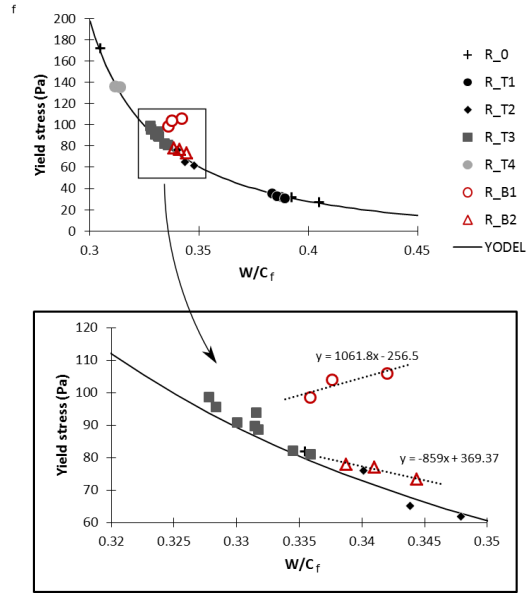 f
200
180
160
140
120
100
80
60
40
20
0
Yield stress (Pa)
0.3
0.35
0.4
0.45
W/C f
R_0
R_T1
R_T2
R_T3
R_T4
R_B1
R_B2
YODEL
120
110
100
90
80
70
60
Yield stress (Pa)
y = 1061.8x - 256.5
y = -859x + 369.37
0.32
0.325
0.33
0.335
0.34
0.345
0.35
W/C f